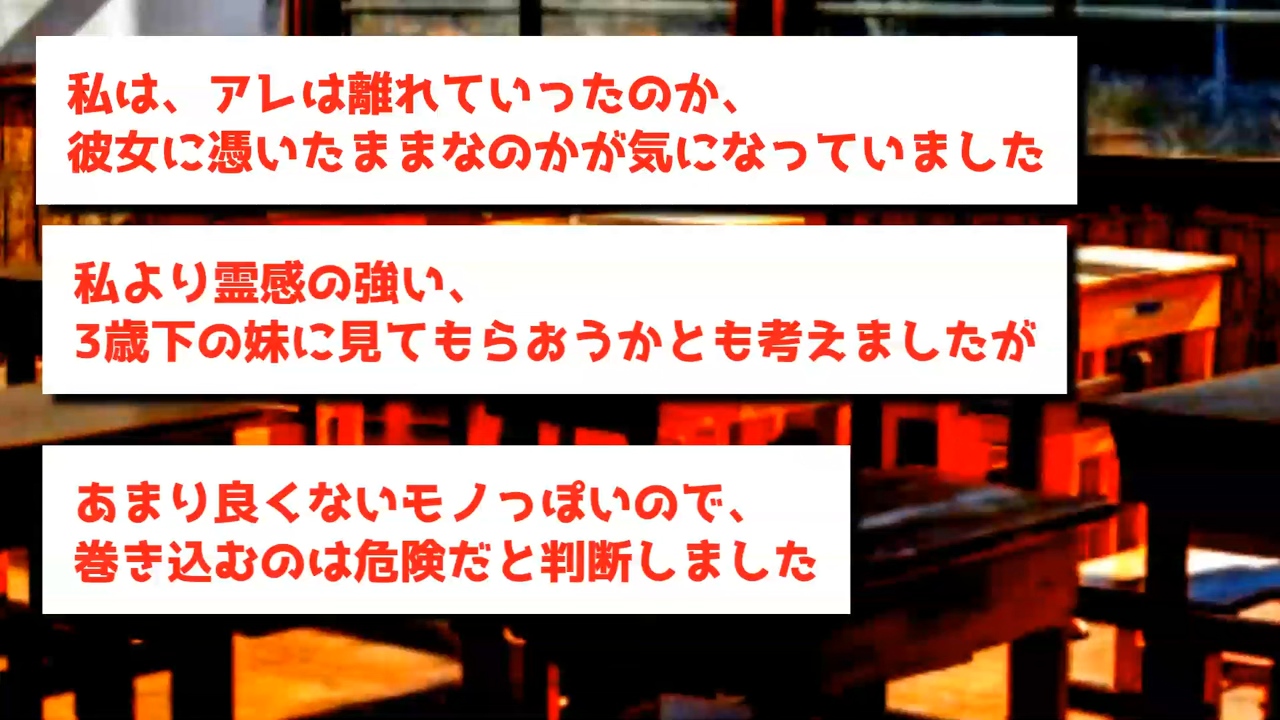 私は、アレは離れていったのか、
彼女に憑いたままなのかが気になっていました
私より霊感の強い、
3歳下の妹に見てもらおうかとも考えましたが
あまり良くないモノっぽいので、
巻き込むのは危険だと判断しました